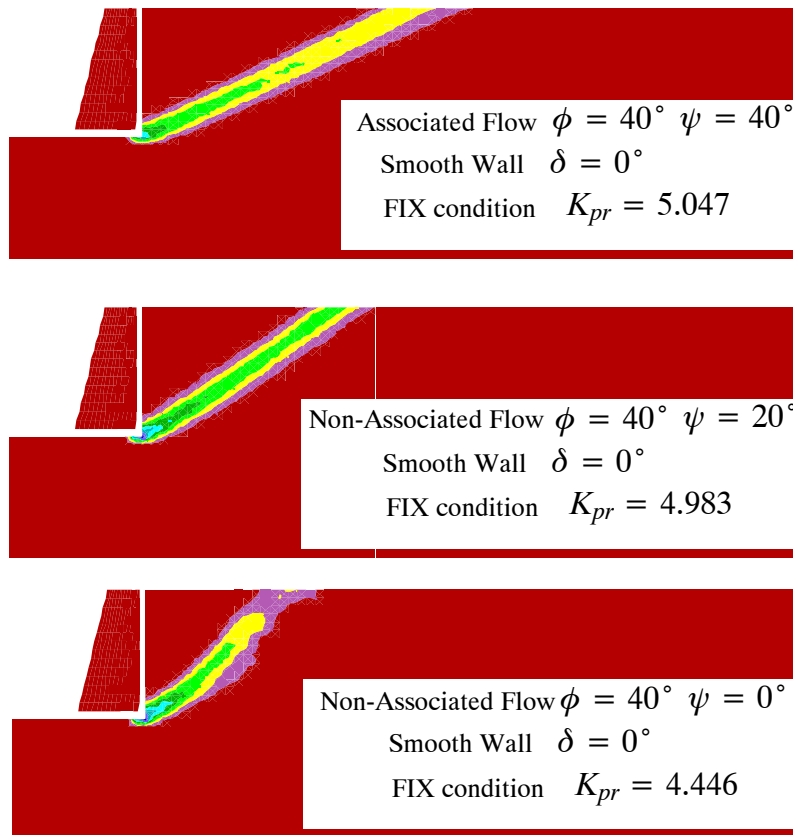 Associated Flow ϕ = 40° ψ = 40°
Smooth Wall δ = 0°
FIX condition K_pr = 5.047
Non-Associated Flow ϕ = 40° ψ = 20°
Smooth Wall δ = 0°
FIX condition K_pr = 4.983
Non-Associated Flow ϕ = 40° ψ = 0°
Smooth Wall δ = 0°
FIX condition K_pr = 4.446